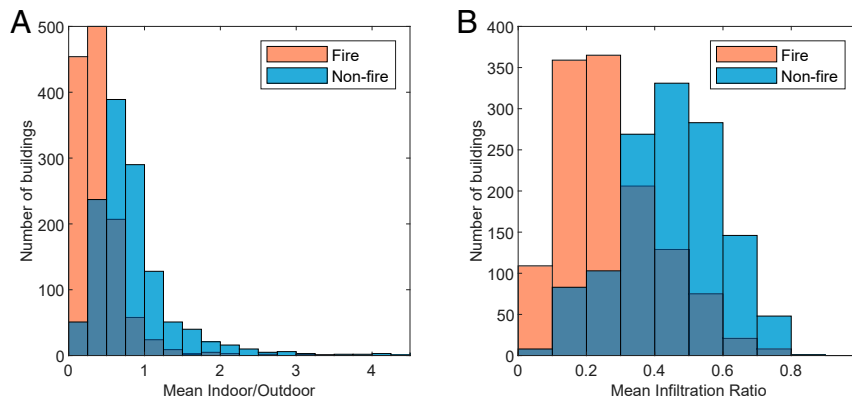 A
Number of buildings
500
400
300
200
100
0
Fire
Non-fire
0 1 2 3 4
Mean Indoor/Outdoor
B
Number of buildings
400
350
300
250
200
150
100
50
0
Fire
Non-fire
0 0.2 0.4 0.6 0.8
Mean Infiltration Ratio